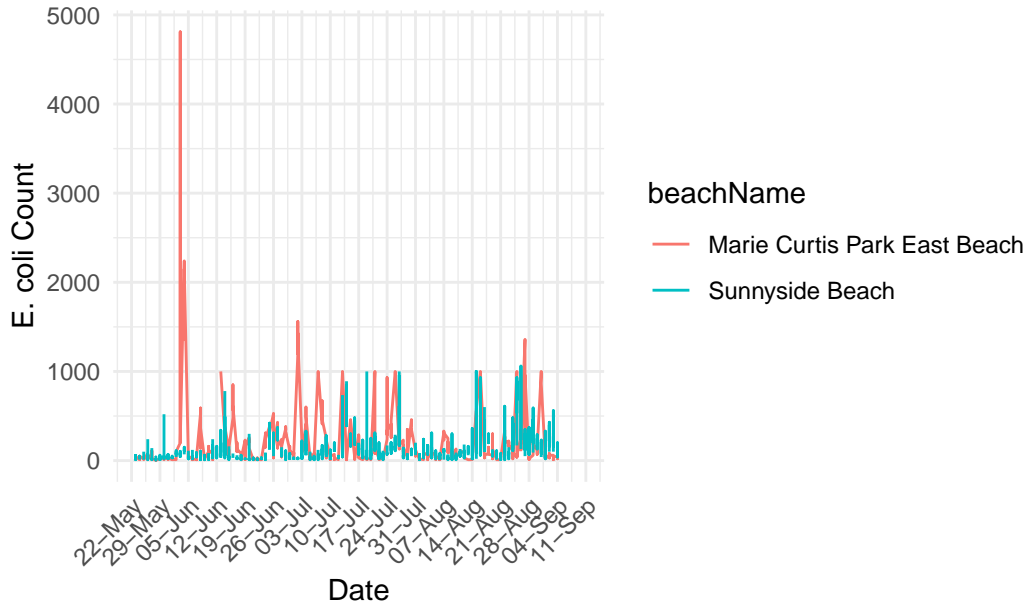 5000
4000
3000
2000
1000
0
E. coli Count
22−May
29−May
05−Jun
12−Jun
19−Jun
26−Jun
03−Jul
10−Jul
17−Jul
24−Jul
31−Jul
07−Aug
14−Aug
21−Aug
28−Aug
04−Sep
11−Sep
Date
beachName
Marie Curtis Park East Beach
Sunnyside Beach